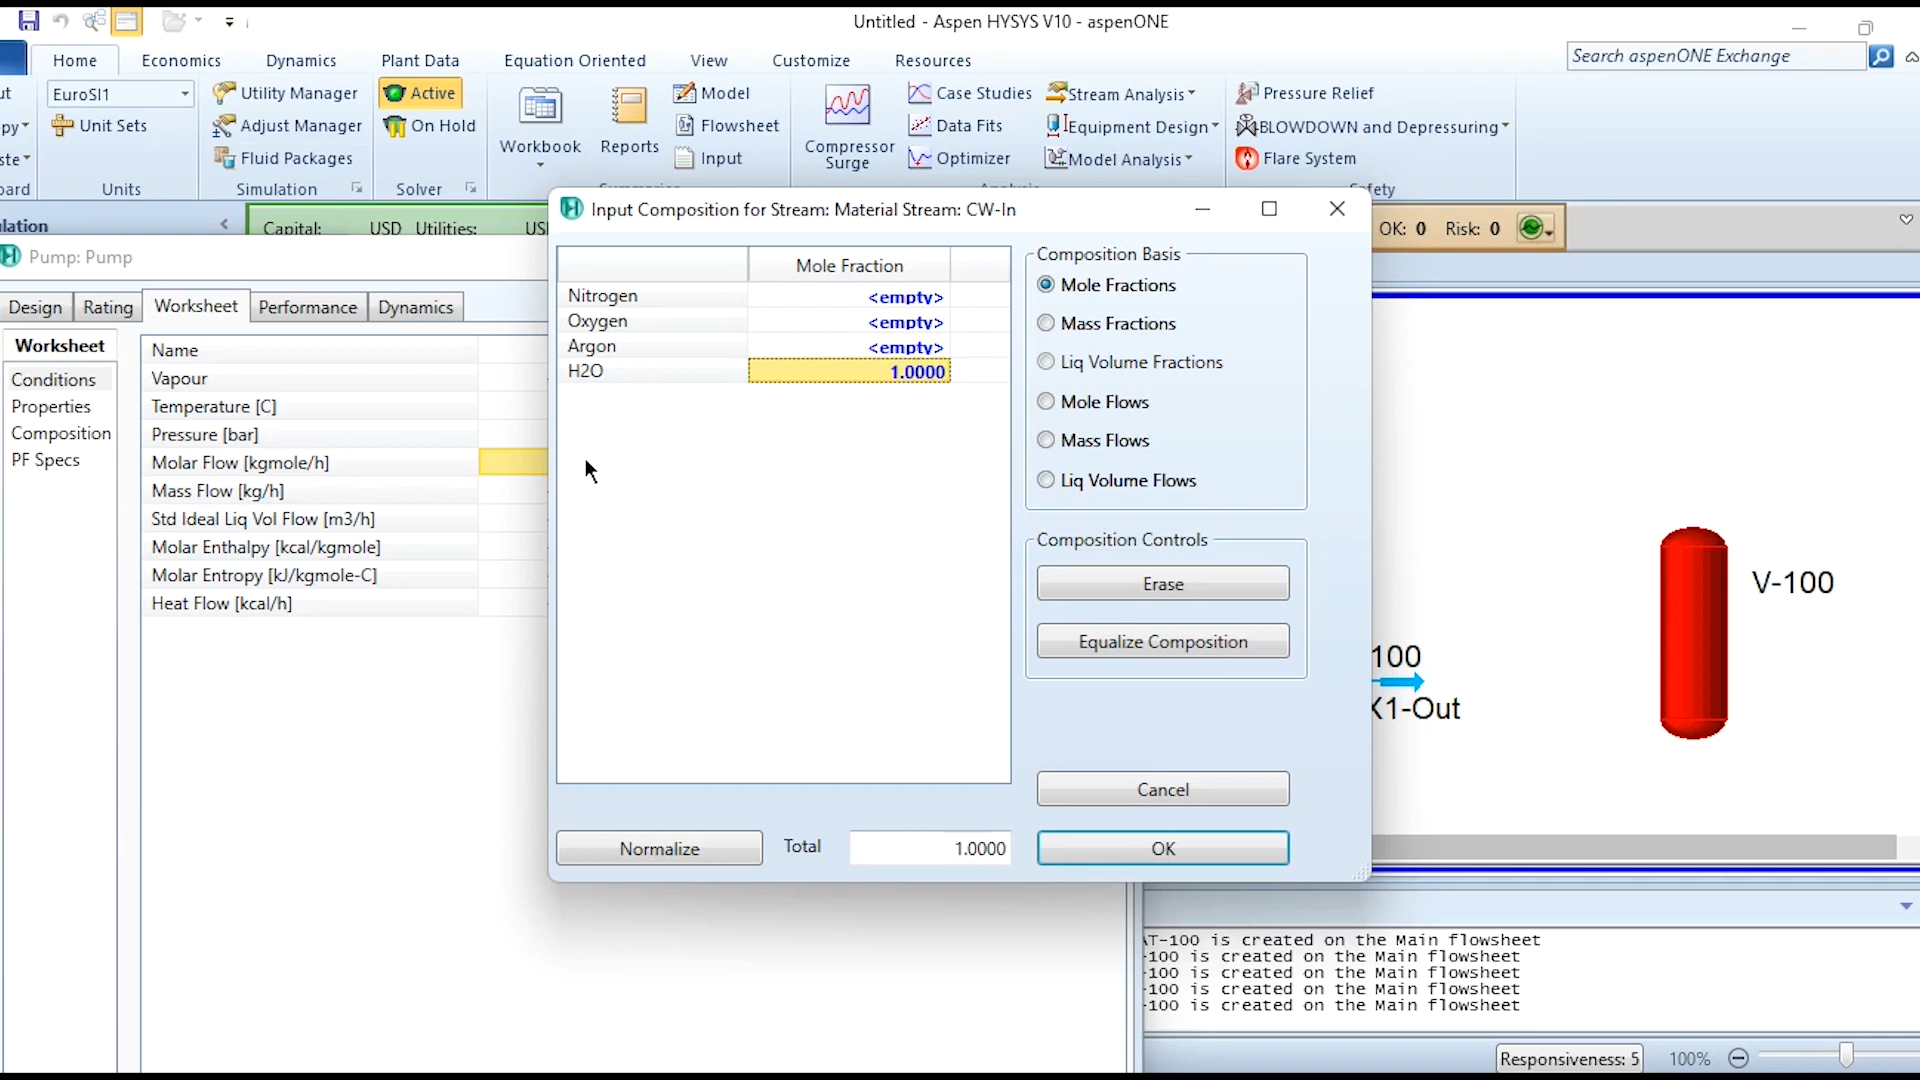 Untitled - Aspen HYSYS V10 - aspenONE
Home Economics Dynamics Plant Data Equation Oriented View Customize Resources
Search aspenONE Exchange
EuroSI1
Unit Sets
Units
Utility Manager
Adjust Manager
Fluid Packages
Simulation
Active
On Hold
Solver
Workbook
Reports
Model
Flowsheet
Input
Compressor
Surge
Case Studies
Data Fits
Optimizer
Stream Analysis
Equipment Design
Model Analysis
Pressure Relief
BLOWDOWN and Depressuring
Flare System
Capital: USD Utilities:
OK: 0 Risk: 0
Pump: Pump
Design Rating Worksheet Performance Dynamics
Worksheet
Conditions
Properties
Composition
PF Specs
Name
Vapour
Temperature [C]
Pressure [bar]
Molar Flow [kgmole/h]
Mass Flow [kg/h]
Std Ideal Liq Vol Flow [m3/h]
Molar Enthalpy [kcal/kgmole]
Molar Entropy [kJ/kgmole-C]
Heat Flow [kcal/h]
Input Composition for Stream: Material Stream: CW-In
Mole Fraction
Nitrogen <empty>
Oxygen <empty>
Argon <empty>
H2O 1.0000
Composition Basis
Mole Fractions
Mass Fractions
Liq Volume Fractions
Mole Flows
Mass Flows
Liq Volume Flows
Composition Controls
Erase
Equalize Composition
Cancel
Normalize Total 1.0000 OK
V-100
100
X1-Out
AT-100 is created on the Main flowsheet
-100 is created on the Main flowsheet
-100 is created on the Main flowsheet
-100 is created on the Main flowsheet
-100 is created on the Main flowsheet
Responsiveness: 5 100%